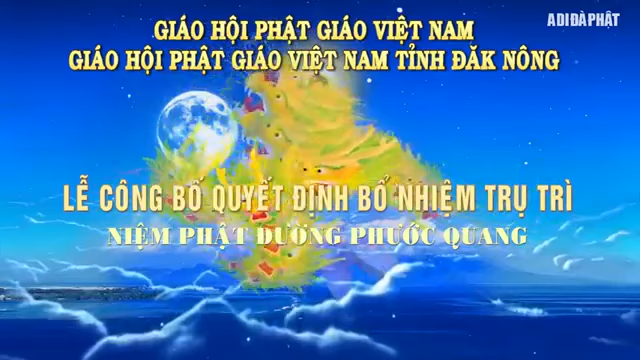 ADIĐÀPHẬT
GIÁO HỘI PHẬT GIÁO VIỆT NAM
GIÁO HỘI PHẬT GIÁO VIỆT NAM TỈNH ĐĂK NÔNG
LỄ CÔNG BỐ QUYẾT ĐỊNH BỔ NHIỆM TRỤ TRÌ
NIỆM PHẬT ĐƯỜNG PHƯỚC QUANG